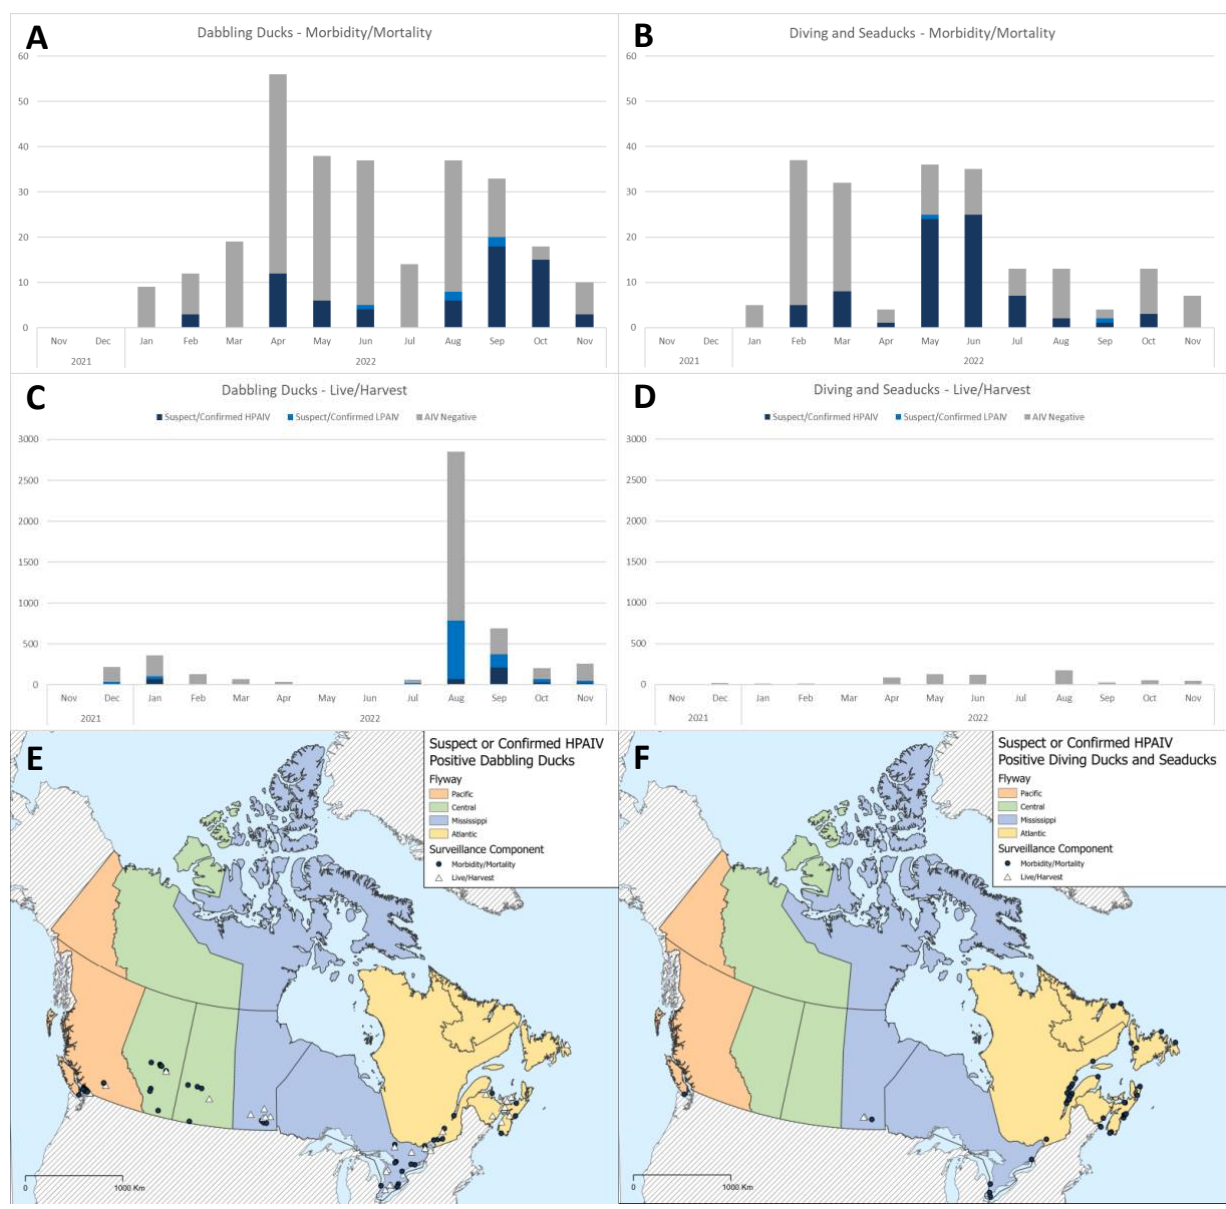 A
Dabbling Ducks - Morbidity/Mortality
60
50
40
30
20
10
0
Nov Dec Jan Feb Mar Apr May Jun Jul Aug Sep Oct Nov
2021 2022
B
Diving and Seaducks - Morbidity/Mortality
60
50
40
30
20
10
0
Nov Dec Jan Feb Mar Apr May Jun Jul Aug Sep Oct Nov
2021 2022
C
Dabbling Ducks - Live/Harvest
Suspect/Confirmed HPAIV Suspect/Confirmed LPAIV AIV Negative
3000
2500
2000
1500
1000
500
0
Nov Dec Jan Feb Mar Apr May Jun Jul Aug Sep Oct Nov
2021 2022
D
Diving and Seaducks - Live/Harvest
Suspect/Confirmed HPAIV Suspect/Confirmed LPAIV AIV Negative
3000
2500
2000
1500
1000
500
0
Nov Dec Jan Feb Mar Apr May Jun Jul Aug Sep Oct Nov
2021 2022
E
Suspect or Confirmed HPAIV
Positive Dabbling Ducks
Flyway
Pacific
Central
Mississippi
Atlantic
Surveillance Component
Morbidity/Mortality
Live/Harvest
0 1000 Km
F
Suspect or Confirmed HPAIV
Positive Diving Ducks and Seaducks
Flyway
Pacific
Central
Mississippi
Atlantic
Surveillance Component
Morbidity/Mortality
Live/Harvest
0 1000 Km